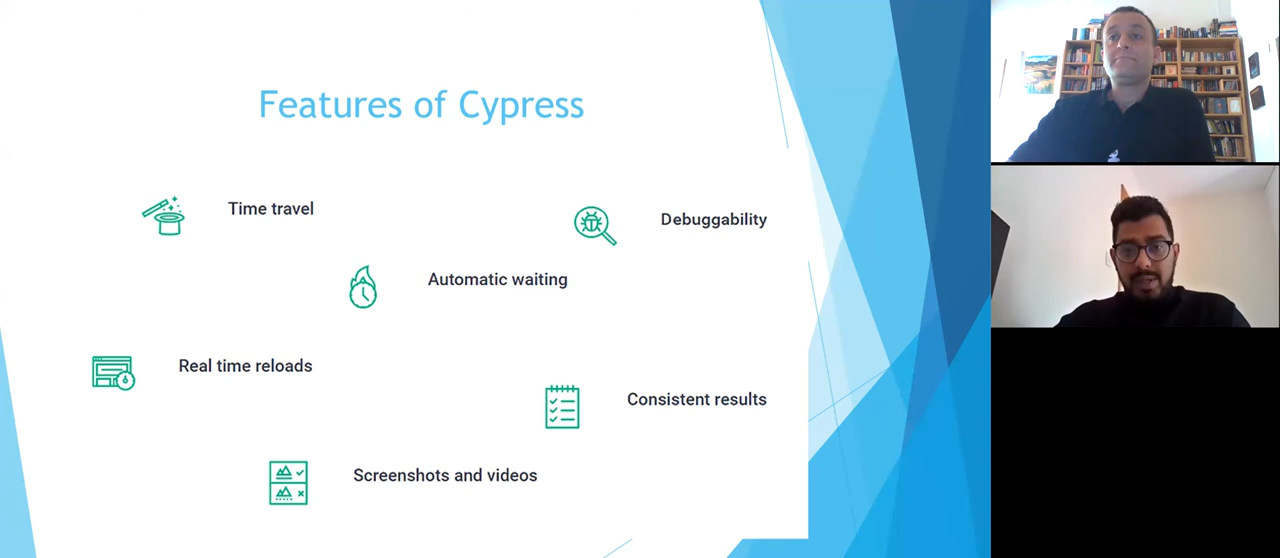 Features of Cypress
Time travel
Debuggability
Automatic waiting
Real time reloads
Consistent results
Screenshots and videos